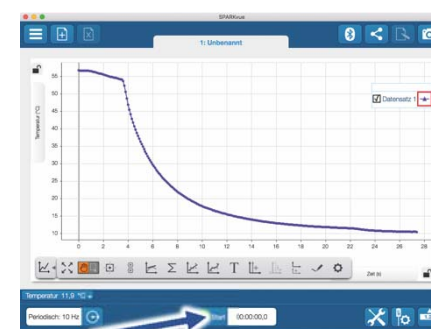 SPARKvue
1: Unbenannt
Temperatur (°C)
55
50
45
40
35
30
25
20
15
10
0 2 4 6 8 10 12 14 16 18 20 22 24 26 28
Datensatz 1
Zeit (s)
Temperatur 11,9 °C
Periodisch: 10 Hz
Start
00:00:00,0